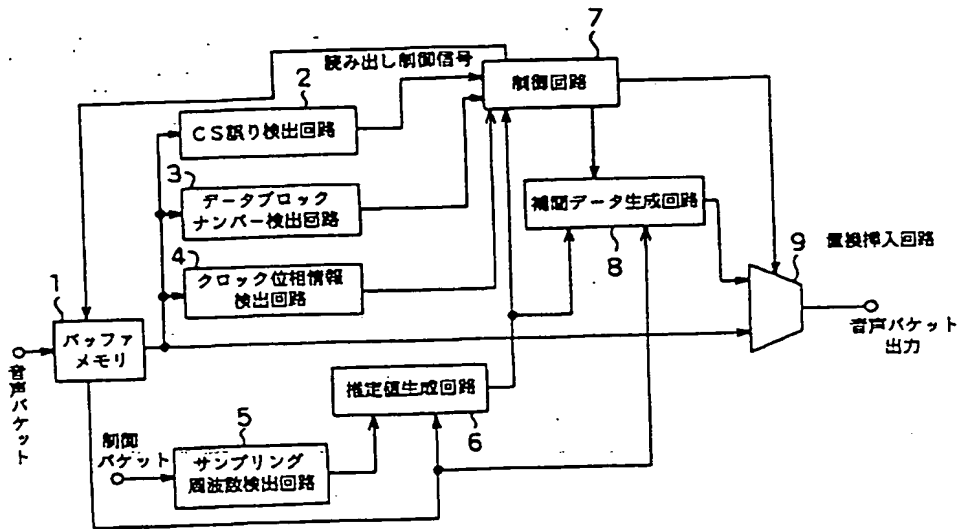 7
読み出し制御信号
制御回路
2
CS誤り検出回路
3
データブロック
ナンバー検出回路
補間データ生成回路
8
9
置換挿入回路
4
クロック位相情報
検出回路
1
バッファ
メモリ
音声パケット
音声パケット
出力
推定値生成回路
6
制御
パケット
5
サンプリング
周波数検出回路